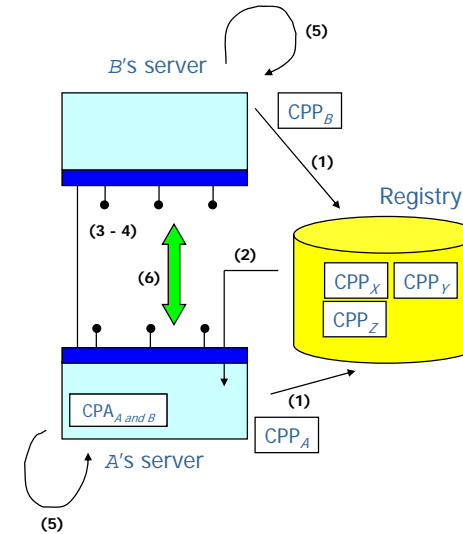 (5)
B's server
CPP_B
(1)
Registry
(3 - 4)
(2)
(6)
CPP_X
CPP_Y
CPP_Z
(1)
CPA_A and B
CPP_A
A's server
(5)